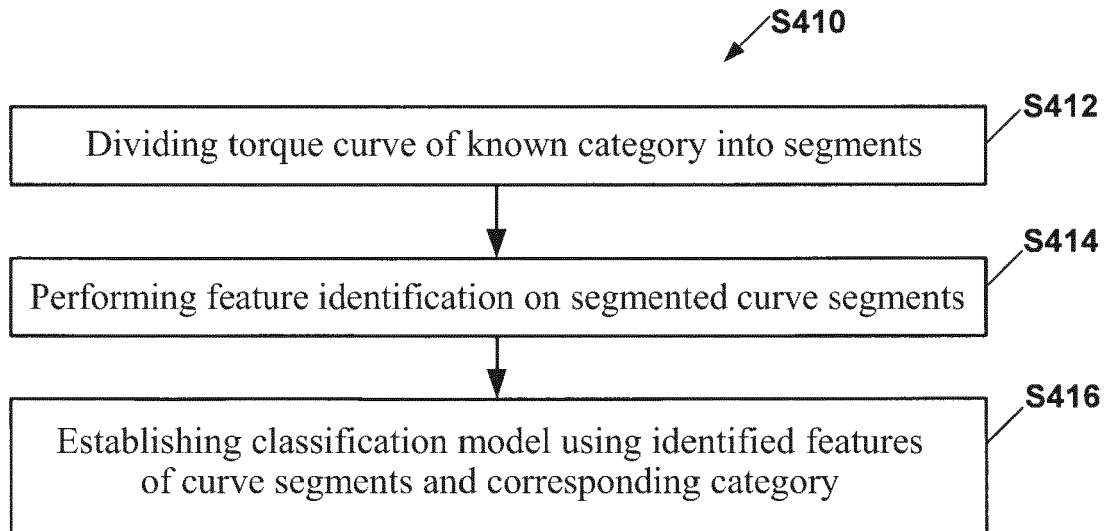 S410
S412
Dividing torque curve of known category into segments
S414
Performing feature identification on segmented curve segments
S416
Establishing classification model using identified features
of curve segments and corresponding category